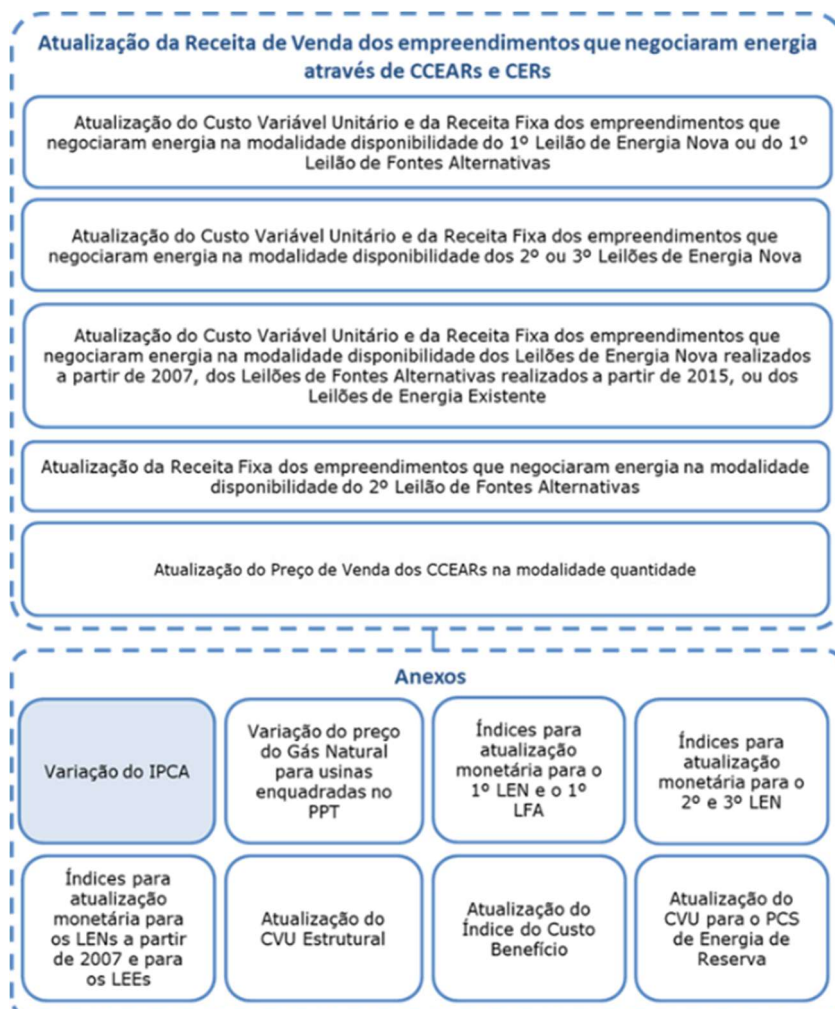 Atualização da Receita de Venda dos empreendimentos que negociaram energia
através de CCEARs e CERs
Atualização do Custo Variável Unitário e da Receita Fixa dos empreendimentos que
negociaram energia na modalidade disponibilidade do 1º Leilão de Energia Nova ou do 1º
Leilão de Fontes Alternativas
Atualização do Custo Variável Unitário e da Receita Fixa dos empreendimentos que
negociaram energia na modalidade disponibilidade dos 2º ou 3º Leilões de Energia Nova
Atualização do Custo Variável Unitário e da Receita Fixa dos empreendimentos que
negociaram energia na modalidade disponibilidade dos Leilões de Energia Nova realizados
a partir de 2007, dos Leilões de Fontes Alternativas realizados a partir de 2015, ou dos
Leilões de Energia Existente
Atualização da Receita Fixa dos empreendimentos que negociaram energia na modalidade
disponibilidade do 2º Leilão de Fontes Alternativas
Atualização do Preço de Venda dos CCEARs na modalidade quantidade
Anexos
Variação do IPCA
Variação do preço
do Gás Natural
para usinas
enquadradas no
PPT
Índices para
atualização
monetária para o
1º LEN e o 1º
LFA
Índices para
atualização
monetária para o
2º e 3º LEN
Índices para
atualização
monetária para
os LENs a partir
de 2007 e para
os LEEs
Atualização do
CVU Estrutural
Atualização do
Índice do Custo
Benefício
Atualização do
CVU para o PCS
de Energia de
Reserva